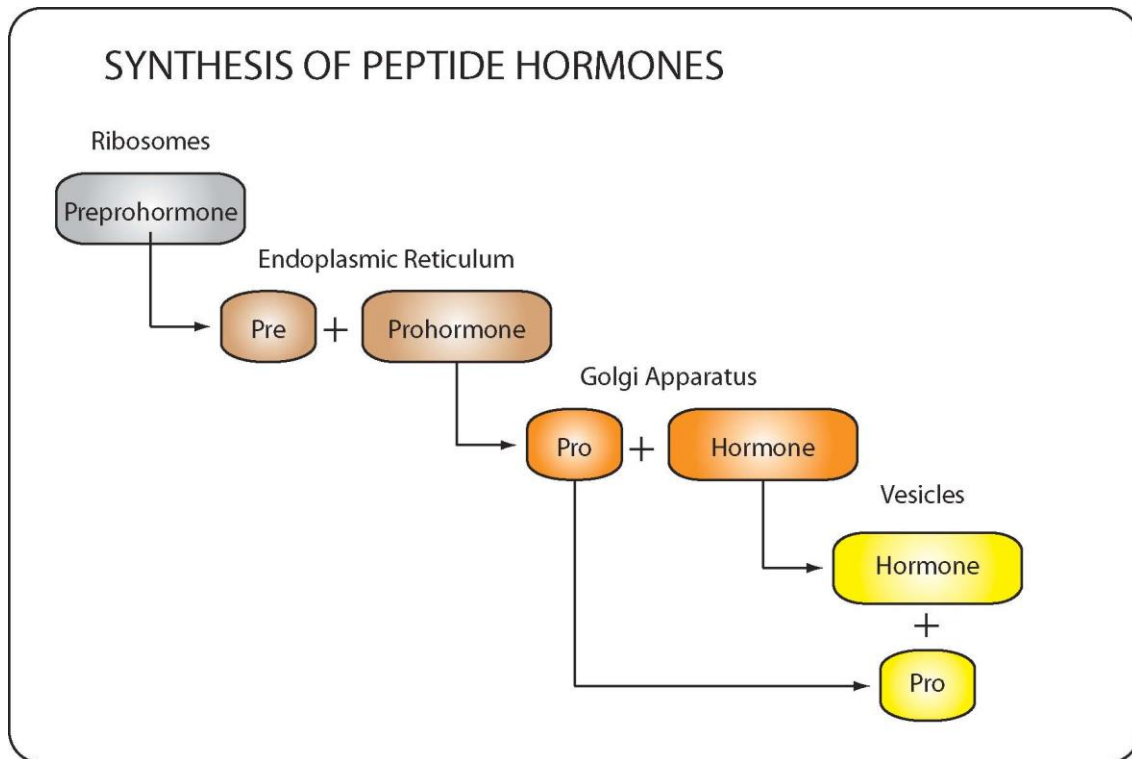 SYNTHESIS OF PEPTIDE HORMONES
Ribosomes
Preprohormone
Endoplasmic Reticulum
Pre + Prohormone
Golgi Apparatus
Pro + Hormone
Vesicles
Hormone
+
Pro